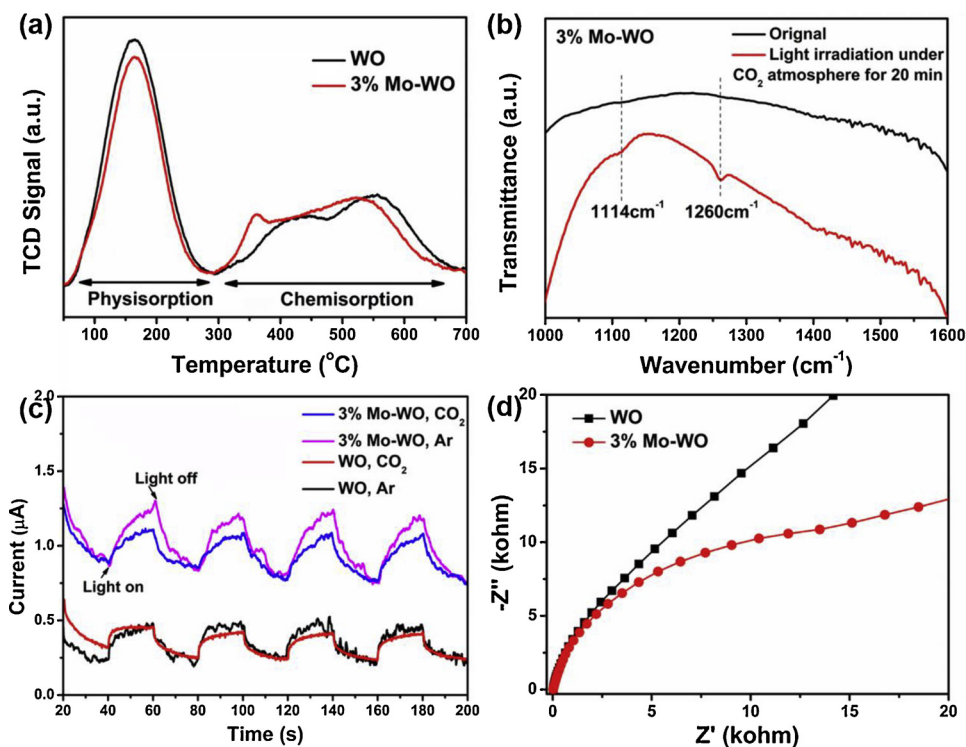 (a)
WO
3% Mo-WO
TCD Signal (a.u.)
Physisorption
Chemisorption
100 200 300 400 500 600 700
Temperature (°C)
(b)
3% Mo-WO
Orignal
Light irradiation under
CO₂ atmosphere for 20 min
Transmittance (a.u.)
1114cm⁻¹
1260cm⁻¹
1000 1100 1200 1300 1400 1500 1600
Wavenumber (cm⁻¹)
(c)
3% Mo-WO, CO₂
3% Mo-WO, Ar
WO, CO₂
WO, Ar
Light off
Light on
Current (μA)
2.0
1.5
1.0
0.5
0.0
20 40 60 80 100 120 140 160 180 200
Time (s)
(d)
WO
3% Mo-WO
-Z'' (kohm)
20
15
10
5
0
0 5 10 15 20
Z' (kohm)